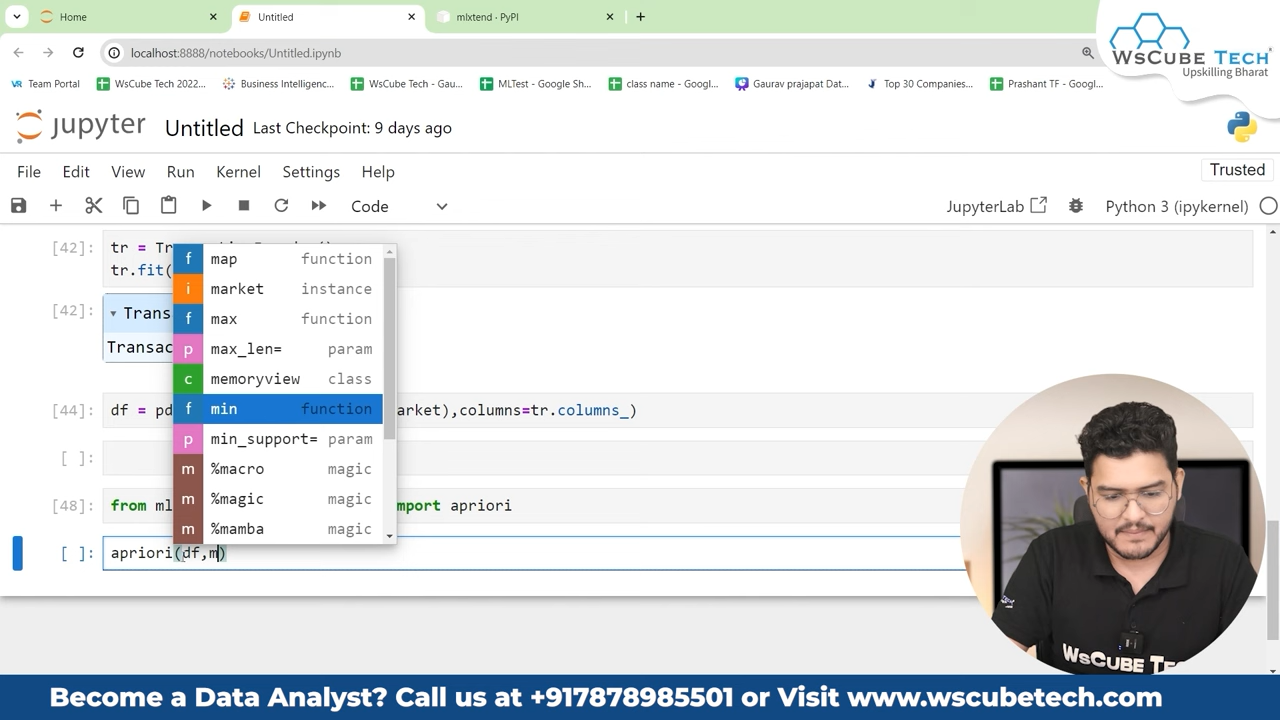 Home
Untitled
mlxtend · PyPI
localhost:8888/notebooks/Untitled.ipynb
WsCube Tech
Upskilling Bharat
VR Team Portal
WsCube Tech 2022...
Business Intelligenc...
WsCube Tech - Gau...
MLTest - Google Sh...
class name - Googl...
Gaurav prajapat Dat...
Top 30 Companies...
Prashant TF - Goog...
jupyter Untitled Last Checkpoint: 9 days ago
File Edit View Run Kernel Settings Help
Trusted
Code
JupyterLab
Python 3 (ipykernel)
[42]: tr = Tr
tr.fit(
[42]: Trans
Transac
map function
market instance
max function
max_len= param
memoryview class
min function
min_support= param
%macro magic
%magic magic
%mamba magic
[44]: df = pd arket),columns=tr.columns_)
[ ]:
[48]: from ml mport apriori
[ ]: apriori(df,m)
WsCube Te
Become a Data Analyst? Call us at +917878985501 or Visit www.wscubetech.com